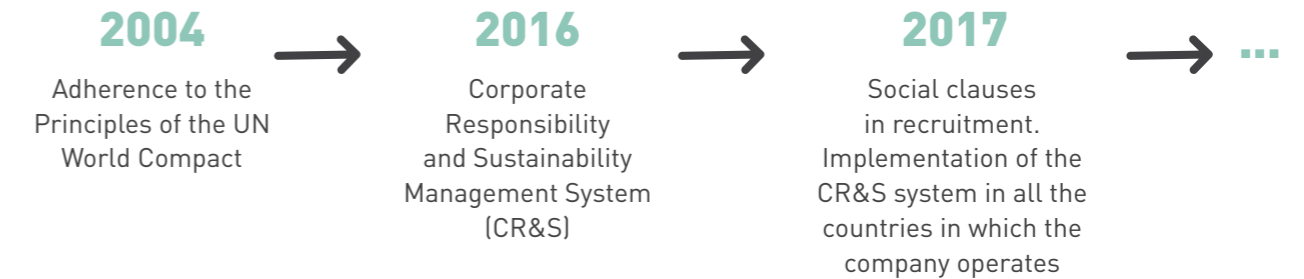 2004
Adherence to the
Principles of the UN
World Compact
2016
Corporate
Responsibility
and Sustainability
Management System
(CR&S)
2017
Social clauses
in recruitment.
Implementation of the
CR&S system in all the
countries in which the
company operates
...